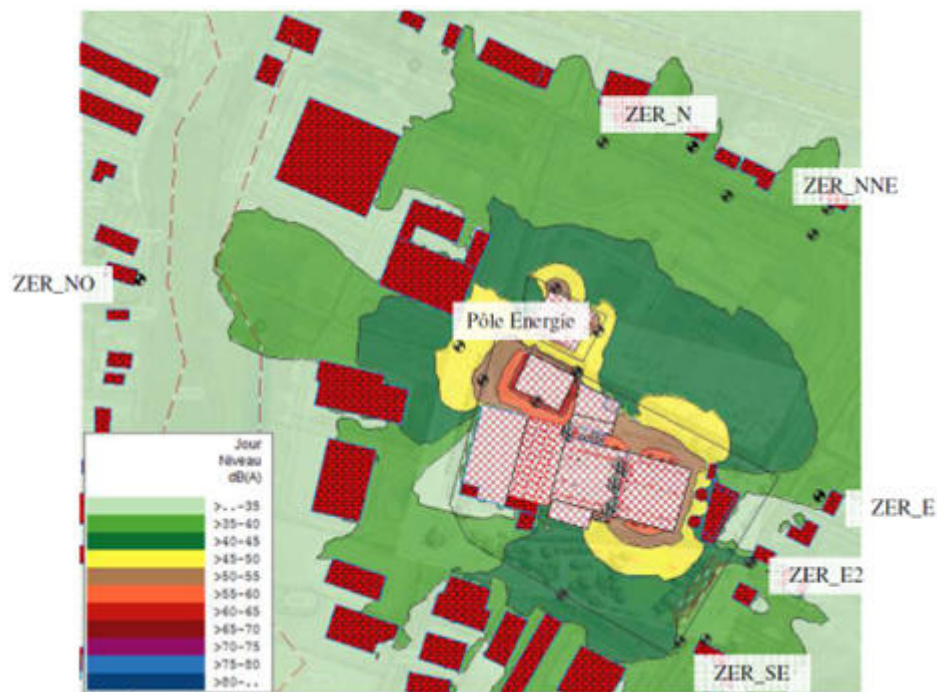 ZER_N
ZER_NNE
ZER_NO
Pôle Energie
Jour
Niveau
dB(A)
>..-35
>35-40
>40-45
>45-50
>50-55
>55-60
>60-65
>65-70
>70-75
>75-80
>80-..
ZER_E
ZER_E2
ZER_SE